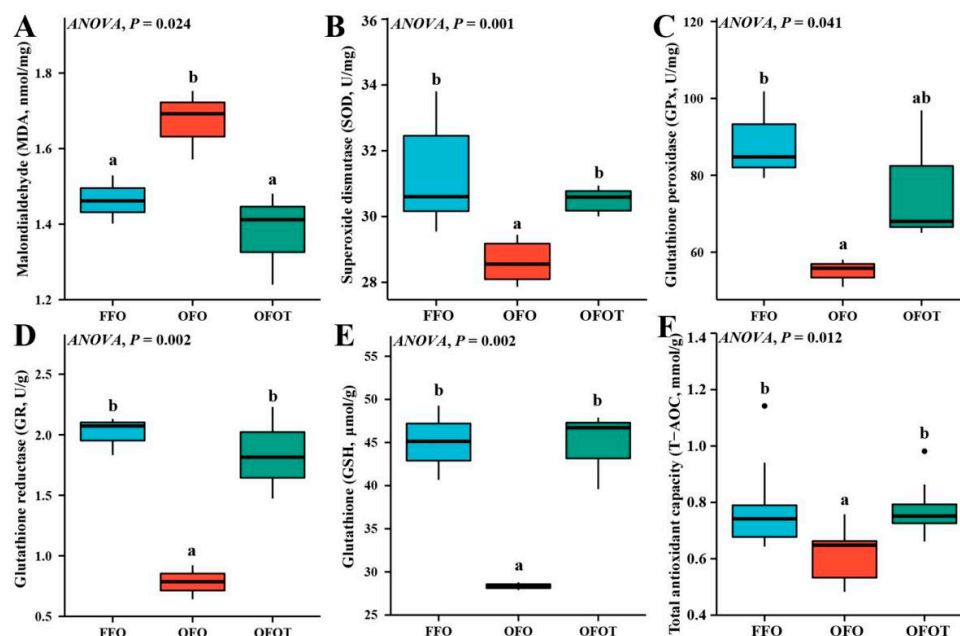 A
ANOVA, P = 0.024
Malondialdehyde (MDA, nmol/mg)
1.8
1.6
1.4
1.2
a
b
a
FFO
OFO
OFOT
B
ANOVA, P = 0.001
Superoxide dismutase (SOD, U/mg)
36
34
32
30
28
b
a
b
FFO
OFO
OFOT
C
ANOVA, P = 0.041
Glutathione peroxidase (GPx, U/mg)
120
100
80
60
b
a
ab
FFO
OFO
OFOT
D
ANOVA, P = 0.002
Glutathione reductase (GR, U/g)
2.5
2.0
1.5
1.0
0.5
b
a
b
FFO
OFO
OFOT
E
ANOVA, P = 0.002
Glutathione (GSH, μmol/g)
55
50
45
40
35
30
25
b
a
b
FFO
OFO
OFOT
F
ANOVA, P = 0.012
Total antioxidant capacity (T−AOC, mmol/g)
1.4
1.2
1.0
0.8
0.6
0.4
b
a
b
FFO
OFO
OFOT